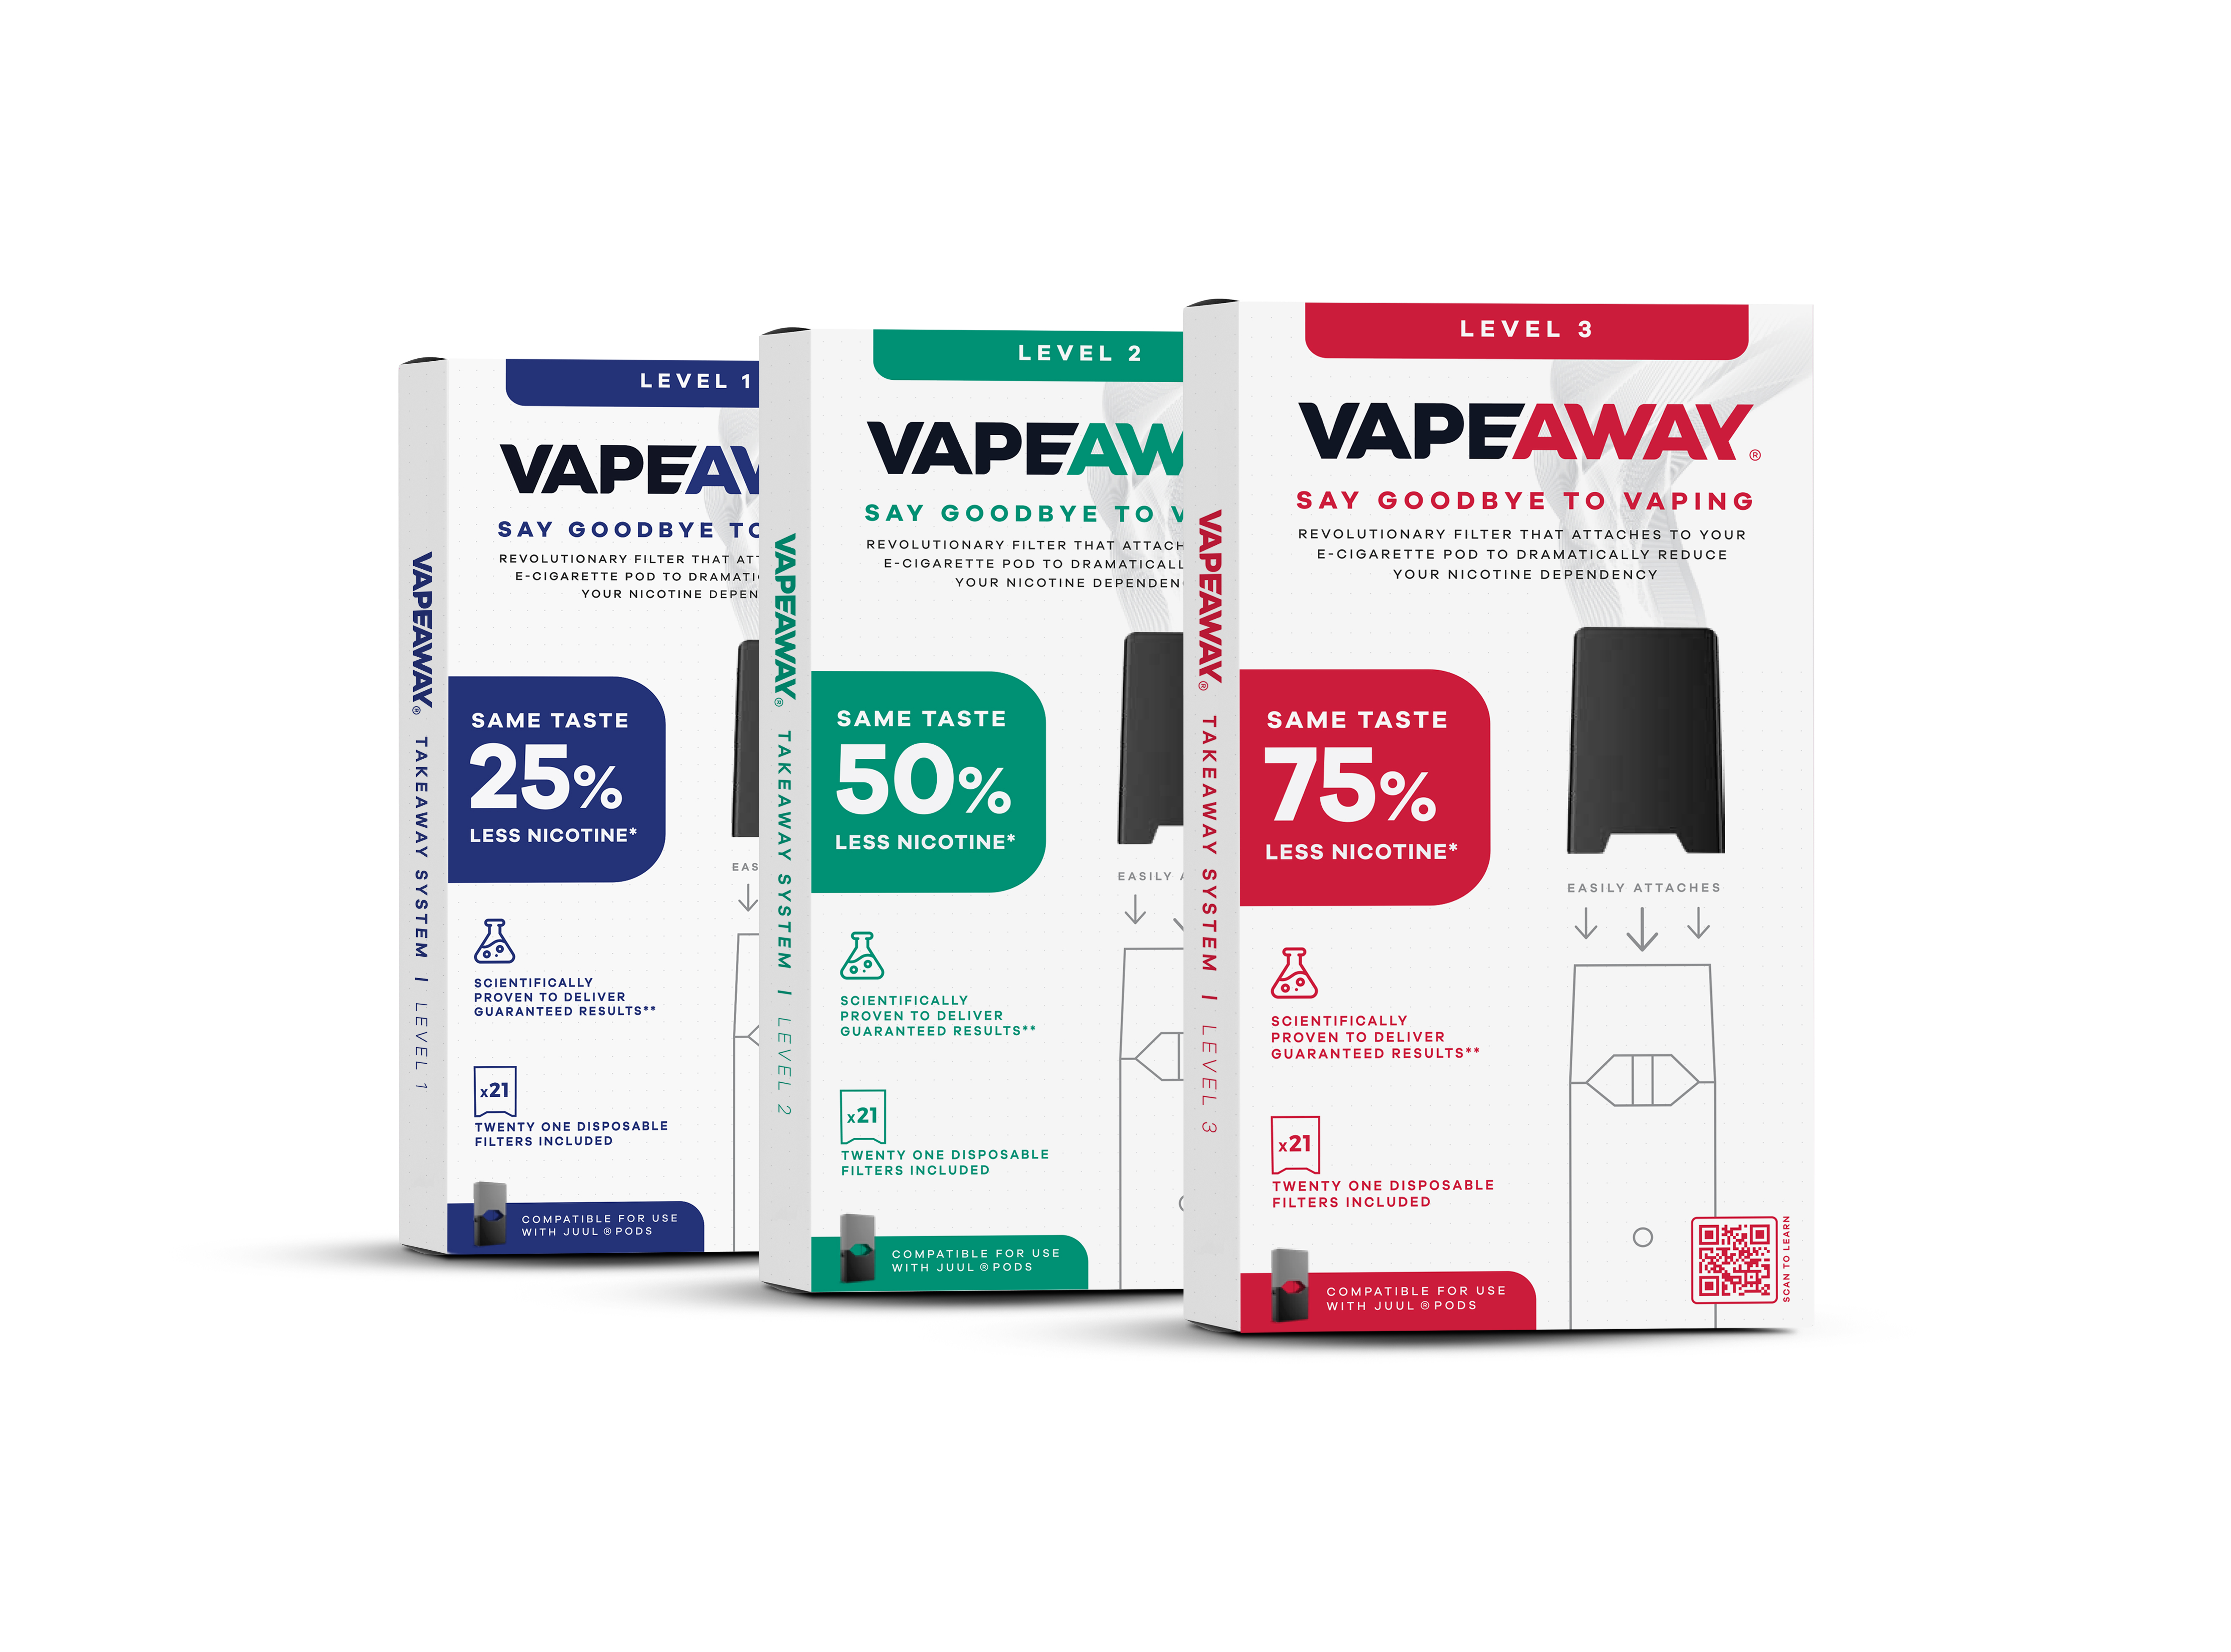 LEVEL 1
VAPEAW
SAY GOODBYE TO
REVOLUTIONARY FILTER THAT ATT
E-CIGARETTE POD TO DRAMATIC
YOUR NICOTINE DEPEN
SAME TASTE
25%
LESS NICOTINE*
EAS
SCIENTIFICALLY
PROVEN TO DELIVER
GUARANTEED RESULTS**
x21
TWENTY ONE DISPOSABLE
FILTERS INCLUDED
COMPATIBLE FOR USE
WITH JUUL ® PODS
VAPEAWAY® TAKEAWAY SYSTEM | LEVEL 1
LEVEL 2
VAPEAW
SAY GOODBYE TO V
REVOLUTIONARY FILTER THAT ATTACH
E-CIGARETTE POD TO DRAMATICALL
YOUR NICOTINE DEPENDEN
SAME TASTE
50%
LESS NICOTINE*
EASILY A
SCIENTIFICALLY
PROVEN TO DELIVER
GUARANTEED RESULTS**
x21
TWENTY ONE DISPOSABLE
FILTERS INCLUDED
COMPATIBLE FOR USE
WITH JUUL ® PODS
VAPEAWAY® TAKEAWAY SYSTEM | LEVEL 2
LEVEL 3
VAPEAWAY®
SAY GOODBYE TO VAPING
REVOLUTIONARY FILTER THAT ATTACHES TO YOUR
E-CIGARETTE POD TO DRAMATICALLY REDUCE
YOUR NICOTINE DEPENDENCY
SAME TASTE
75%
LESS NICOTINE*
EASILY ATTACHES
SCIENTIFICALLY
PROVEN TO DELIVER
GUARANTEED RESULTS**
x21
TWENTY ONE DISPOSABLE
FILTERS INCLUDED
COMPATIBLE FOR USE
WITH JUUL ® PODS
SCAN TO LEARN
VAPEAWAY® TAKEAWAY SYSTEM | LEVEL 3